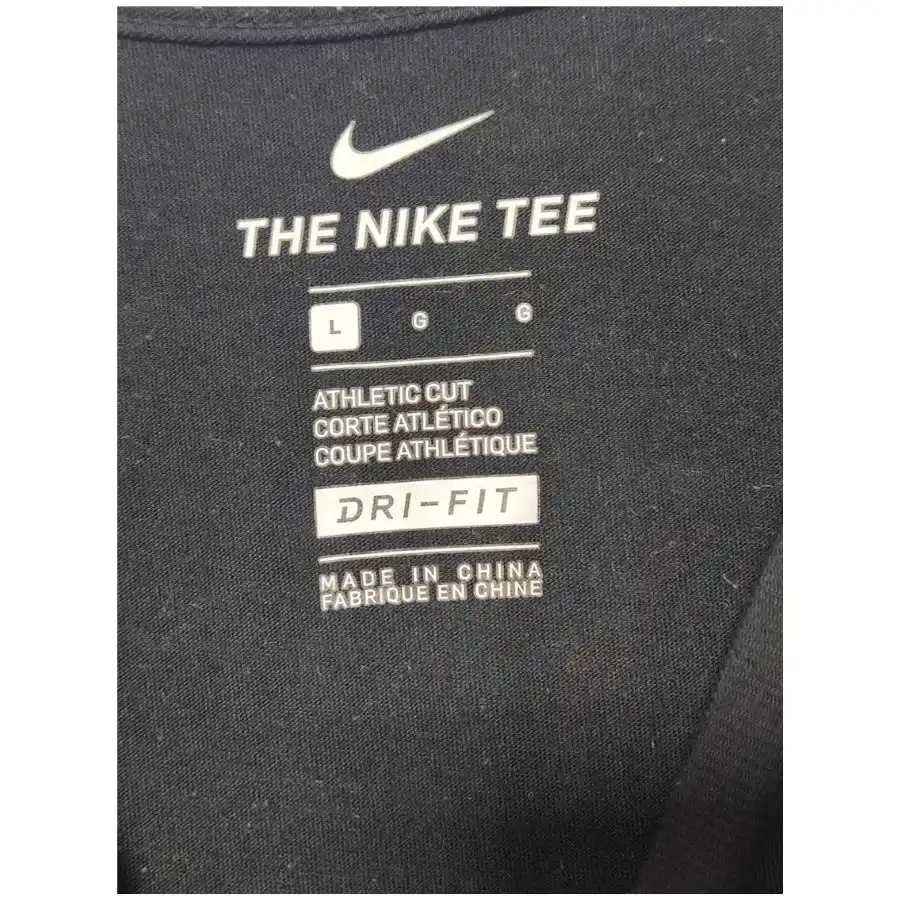 THE NIKE TEE
L G G
ATHLETIC CUT
CORTE ATLÉTICO
COUPE ATHLÉTIQUE
DRI-FIT
MADE IN CHINA
FABRIQUE EN CHINE